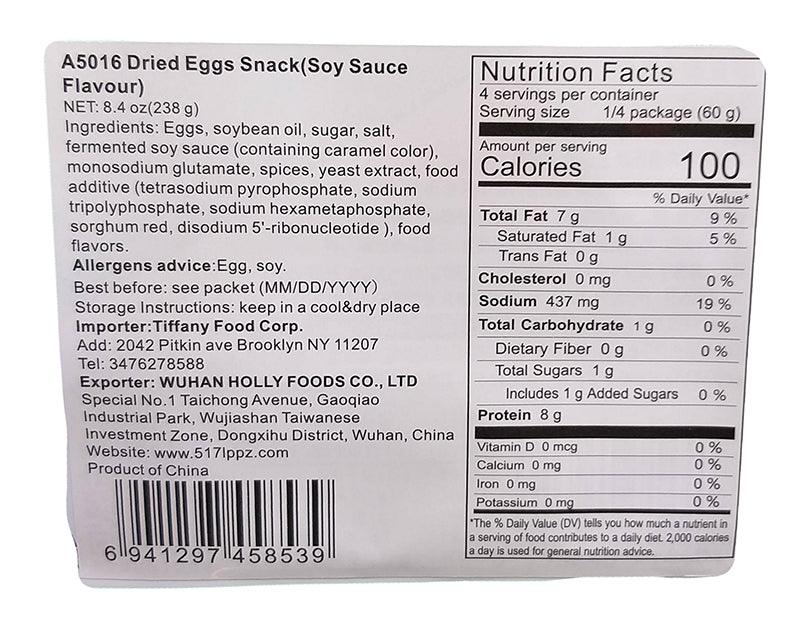 A5016 Dried Eggs Snack(Soy Sauce
Flavour)
NET: 8.4 oz(238 g)
Ingredients: Eggs, soybean oil, sugar, salt,
fermented soy sauce (containing caramel color),
monosodium glutamate, spices, yeast extract, food
additive (tetrasodium pyrophosphate, sodium
tripolyphosphate, sodium hexametaphosphate,
sorghum red, disodium 5'-ribonucleotide ), food
flavors.
Allergens advice:Egg, soy.
Best before: see packet (MM/DD/YYYY)
Storage Instructions: keep in a cool&dry place
Importer:Tiffany Food Corp.
Add: 2042 Pitkin ave Brooklyn NY 11207
Tel: 3476278588
Exporter: WUHAN HOLLY FOODS CO., LTD
Special No.1 Taichong Avenue, Gaoqiao
Industrial Park, Wujiashan Taiwanese
Investment Zone, Dongxihu District, Wuhan, China
Website: www.517lppz.com
Product of China
6 941297 458539
Nutrition Facts
4 servings per container
Serving size 1/4 package (60 g)
Amount per serving
Calories 100
% Daily Value*
Total Fat 7 g 9 %
Saturated Fat 1 g 5 %
Trans Fat 0 g
Cholesterol 0 mg 0 %
Sodium 437 mg 19 %
Total Carbohydrate 1 g 0 %
Dietary Fiber 0 g 0 %
Total Sugars 1 g
Includes 1 g Added Sugars 0 %
Protein 8 g
Vitamin D 0 mcg 0 %
Calcium 0 mg 0 %
Iron 0 mg 0 %
Potassium 0 mg 0 %
*The % Daily Value (DV) tells you how much a nutrient in
a serving of food contributes to a daily diet. 2,000 calories
a day is used for general nutrition advice.